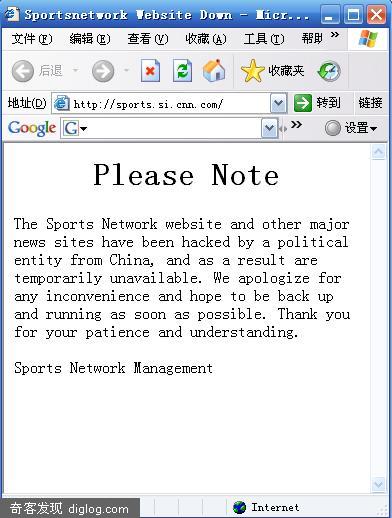 Sportsnetwork Website Down - Micr...
文件(F) 编辑(E) 查看(V) 收藏(A) 工具(T) 帮助 »
后退 收藏夹
地址(D) http://sports.si.cnn.com/ 转到 链接
Google G » 设置
Please Note
The Sports Network website and other major
news sites have been hacked by a political
entity from China, and as a result are
temporarily unavailable. We apologize for
any inconvenience and hope to be back up
and running as soon as possible. Thank you
for your patience and understanding.
Sports Network Management
奇客发现 diglog.com Internet